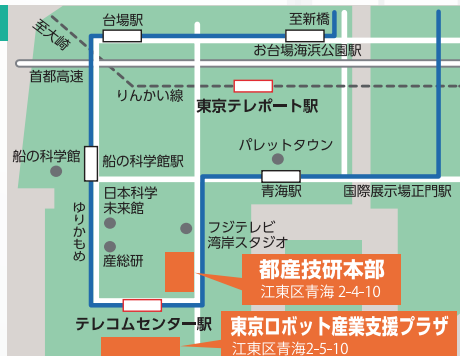 台場駅
至新橋
至大崎
お台場海浜公園駅
首都高速
りんかい線
東京テレポート駅
パレットタウン
船の科学館
船の科学館駅
青海駅
国際展示場正門駅
日本科学
未来館
ゆりかもめ
フジテレビ
湾岸スタジオ
産総研
都産技研本部
江東区青海 2-4-10
テレコムセンター駅
東京ロボット産業支援プラザ
江東区青海2-5-10